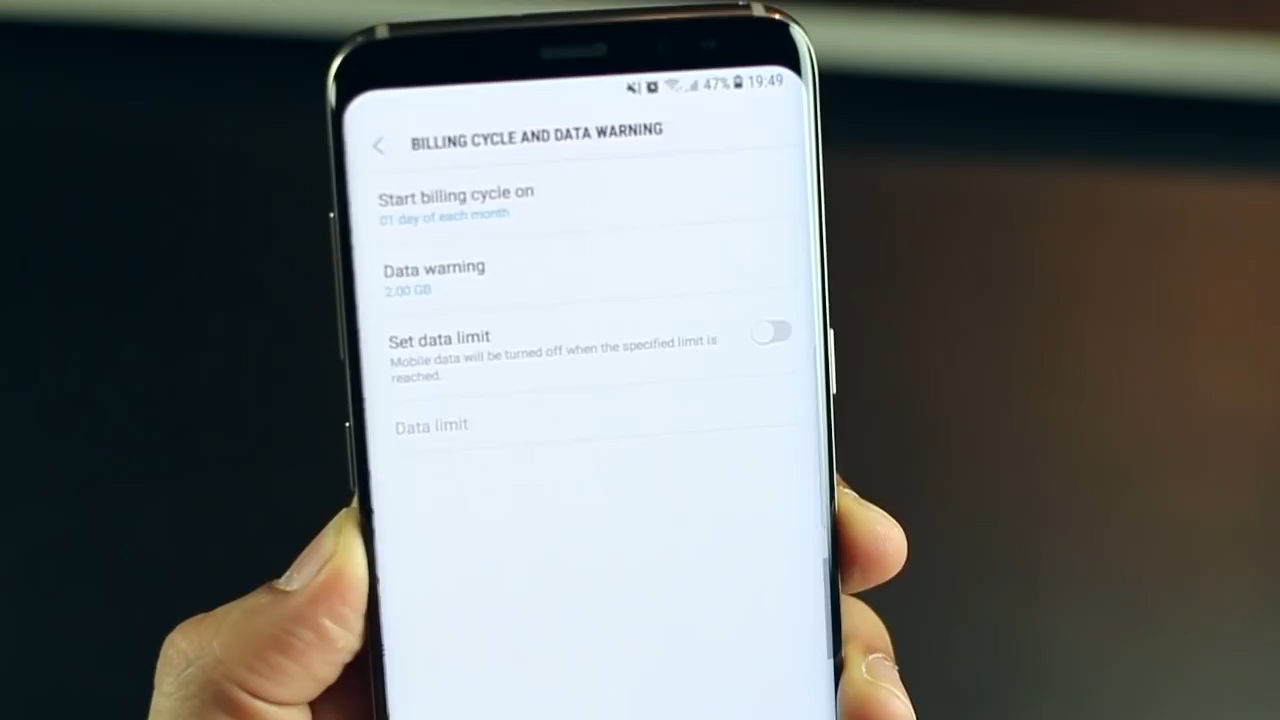 47% 19:49
BILLING CYCLE AND DATA WARNING
Start billing cycle on
01 day of each month
Data warning
2.00 GB
Set data limit
Mobile data will be turned off when the specified limit is
reached.
Data limit